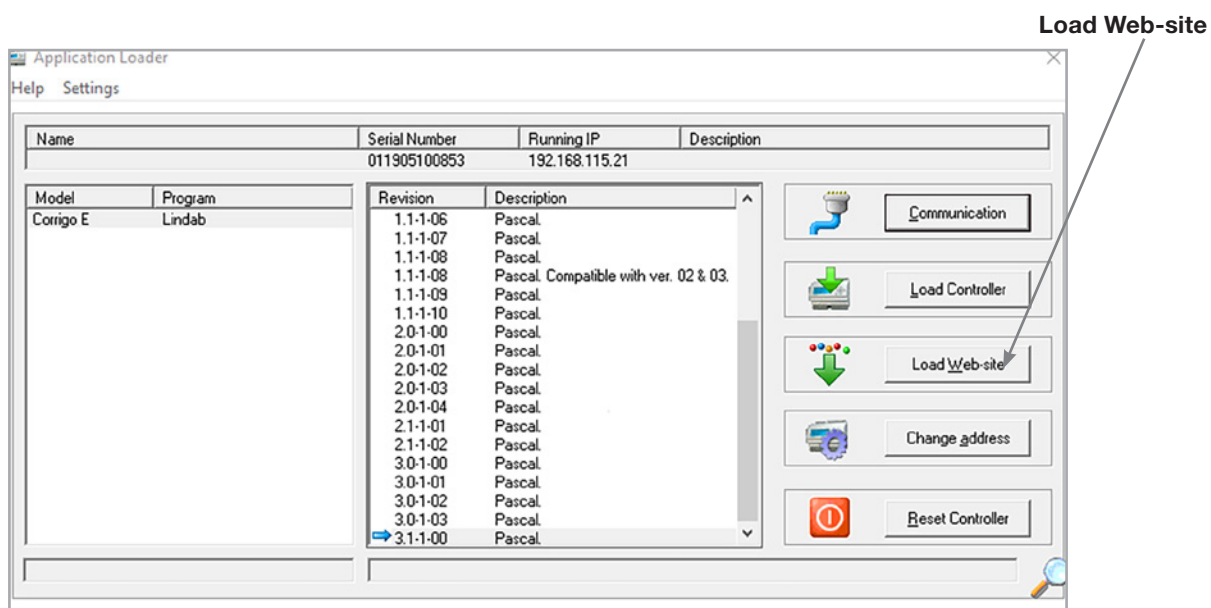 Load Web-site
Application Loader
Help Settings
Name Serial Number Running IP Description
011905100853 192.168.115.21
Model Program
Corrigo E Lindab
Revision Description
1.1-1-06 Pascal.
1.1-1-07 Pascal.
1.1-1-08 Pascal.
1.1-1-08 Pascal. Compatible with ver. 02 & 03.
1.1-1-09 Pascal.
1.1-1-10 Pascal.
2.0-1-00 Pascal.
2.0-1-01 Pascal.
2.0-1-02 Pascal.
2.0-1-03 Pascal.
2.0-1-04 Pascal.
2.1-1-01 Pascal.
2.1-1-02 Pascal.
3.0-1-00 Pascal.
3.0-1-01 Pascal.
3.0-1-02 Pascal.
3.0-1-03 Pascal.
3.1-1-00 Pascal.
Communication
Load Controller
Load Web-site
Change address
Reset Controller